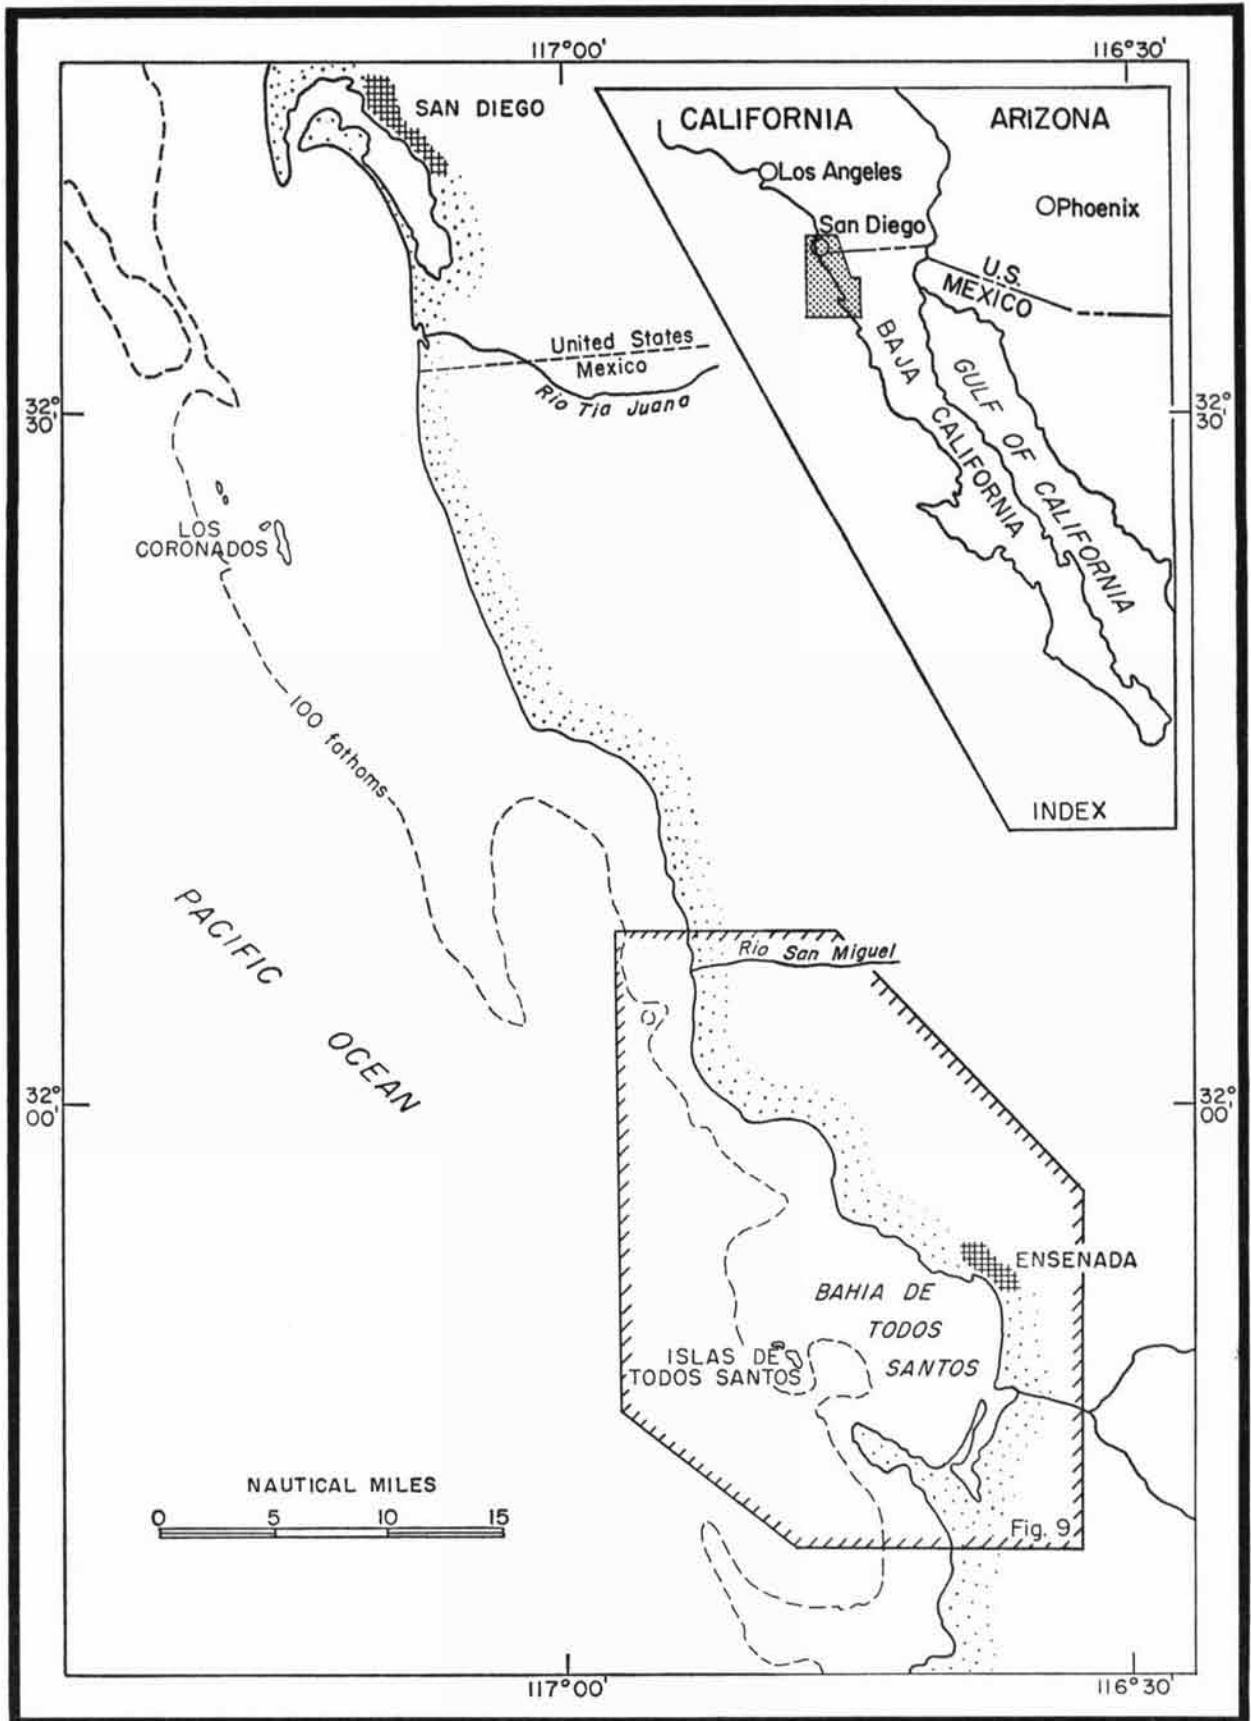 117°00'
116°30'
SAN DIEGO
CALIFORNIA
ARIZONA
Los Angeles
Phoenix
San Diego
U.S.
MEXICO
BAJA
CALIFORNIA
GULF OF CALIFORNIA
INDEX
United States
Mexico
Rio Tia Juana
32°
30'
32°
30'
LOS
CORONADOS
100 fathoms
PACIFIC
OCEAN
Rio San Miguel
32°
00'
32°
00'
ENSENADA
BAHIA DE
TODOS
SANTOS
ISLAS DE
TODOS SANTOS
NAUTICAL MILES
0 5 10 15
Fig. 9
117°00'
116°30'